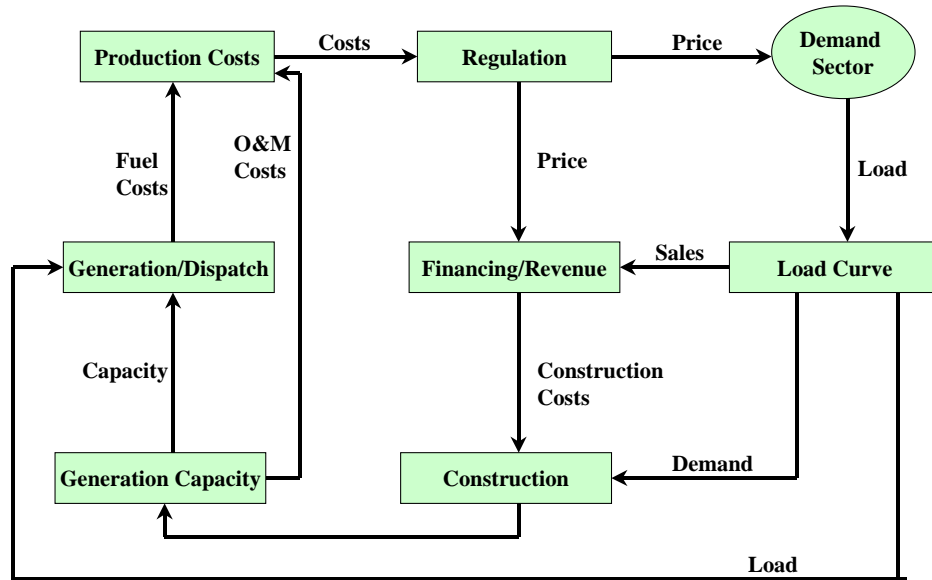 Production Costs
Costs
Regulation
Price
Demand
Sector
Fuel
Costs
O&M
Costs
Price
Load
Generation/Dispatch
Financing/Revenue
Sales
Load Curve
Capacity
Construction
Costs
Generation Capacity
Construction
Demand
Load